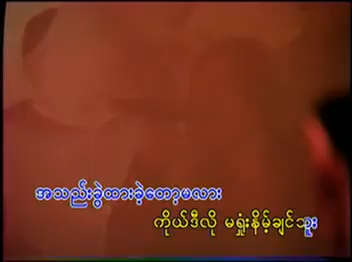 အသည်းခွဲထားခဲ့တော့မလား
ကိုယ်ဒီလို မရှုံးနိမ့်ချင်ဘူး